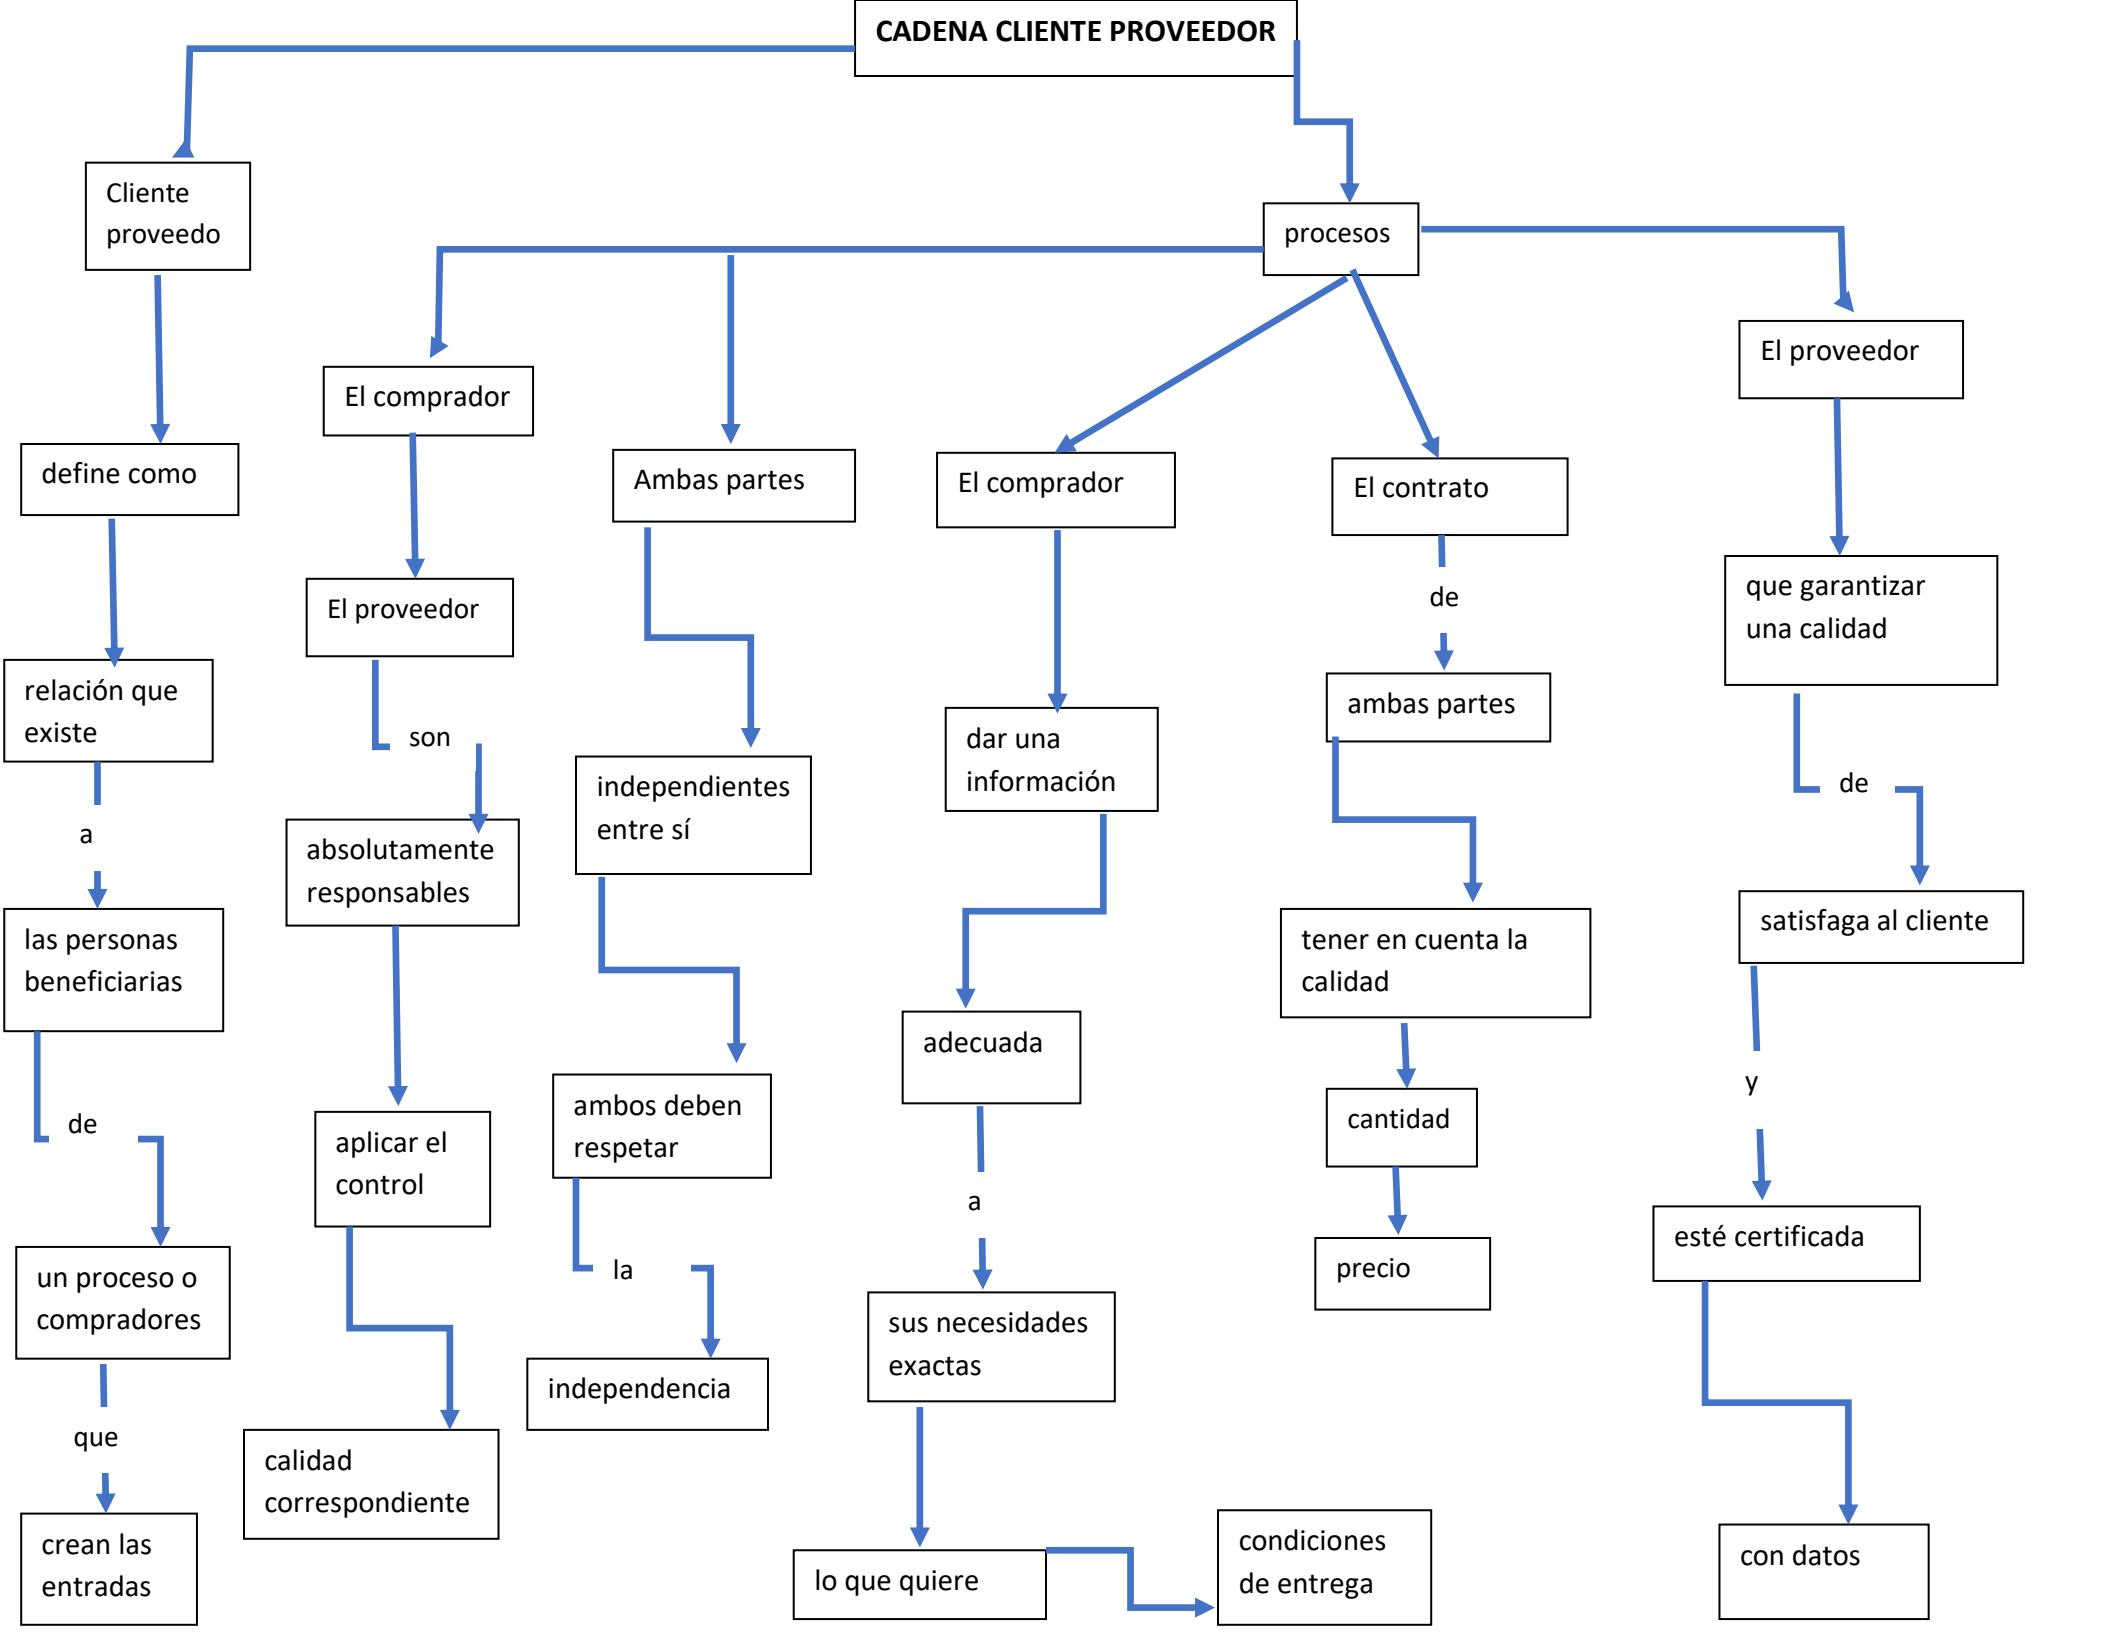 CADENA CLIENTE PROVEEDOR
Cliente
proveedo
define como
relación que
existe
a
las personas
beneficiarias
de
un proceso o
compradores
que
crean las
entradas
procesos
El comprador
El proveedor
son
absolutamente
responsables
aplicar el
control
calidad
correspondiente
Ambas partes
independientes
entre sí
ambos deben
respetar
la
independencia
El comprador
dar una
información
adecuada
a
sus necesidades
exactas
lo que quiere
condiciones
de entrega
El contrato
de
ambas partes
tener en cuenta la
calidad
cantidad
precio
El proveedor
que garantizar
una calidad
de
satisfaga al cliente
y
esté certificada
con datos